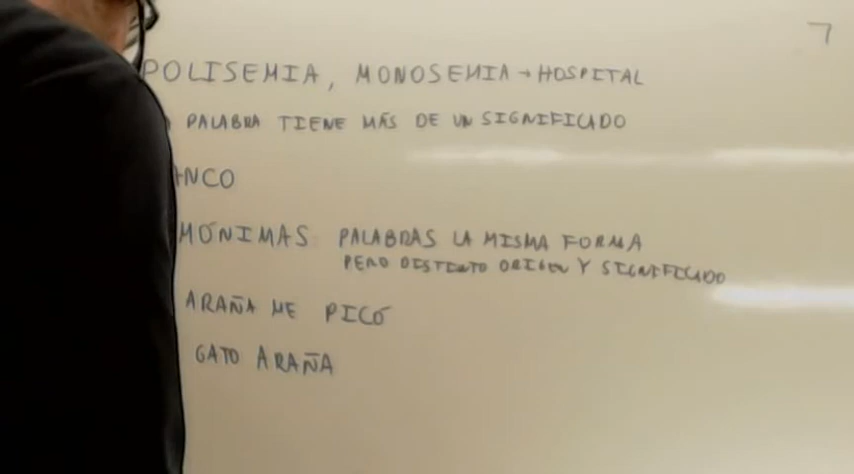 7
POLISEMIA, MONOSEMIA → HOSPITAL
PALABRA TIENE MÁS DE UN SIGNIFICADO
ANCO
MÓNIMAS PALABRAS LA MISMA FORMA
PERO DISTINTO ORIGEN Y SIGNIFICADO
ARAÑA ME PICÓ
GATO ARAÑA